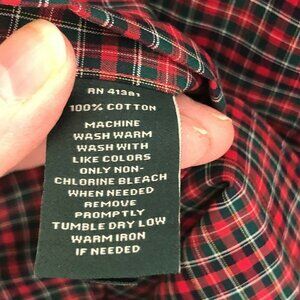 RN 41381
100% COTTON
MACHINE
WASH WARM
WASH WITH
LIKE COLORS
ONLY NON-
CHLORINE BLEACH
WHEN NEEDED
REMOVE
PROMPTLY
TUMBLE DRY LOW
WARM IRON
IF NEEDED